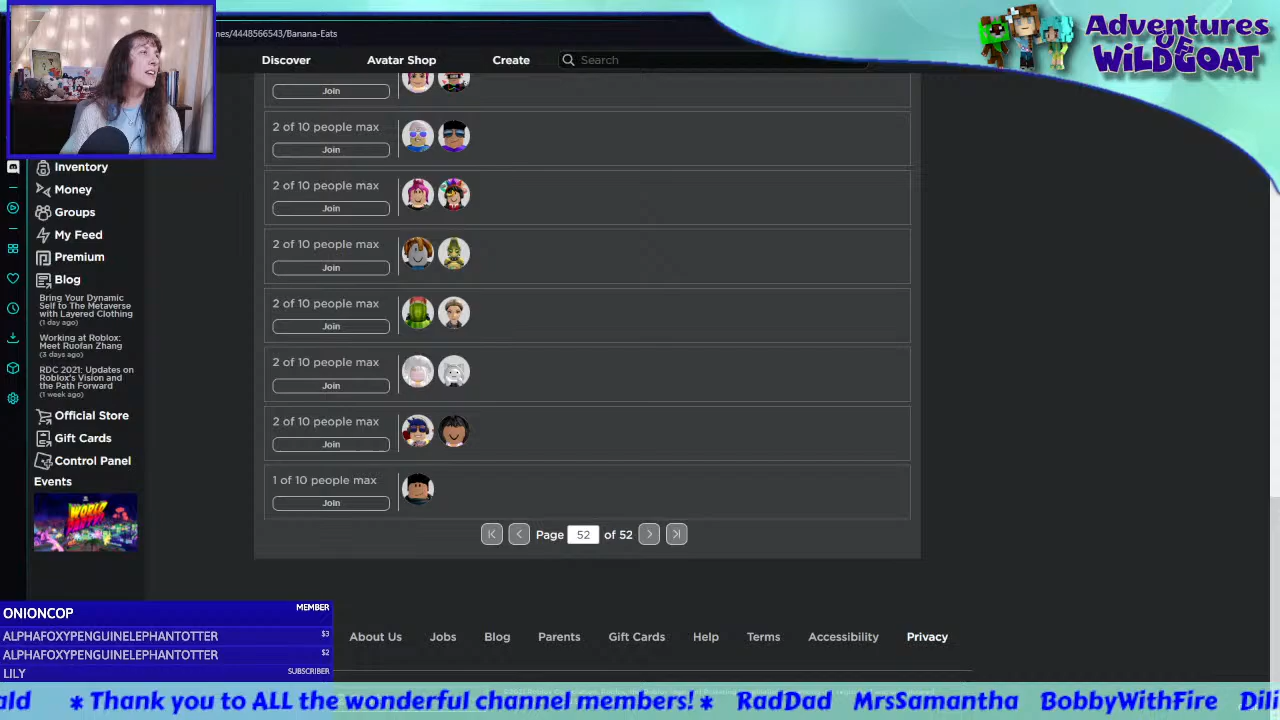 nes/4448566543/Banana-Eats
Adventures
OF
WiLDGOAT
Discover
Avatar Shop
Create
Search
Join
2 of 10 people max
Join
2 of 10 people max
Join
2 of 10 people max
Join
2 of 10 people max
Join
2 of 10 people max
Join
2 of 10 people max
Join
1 of 10 people max
Join
Page 52 of 52
Inventory
Money
Groups
My Feed
Premium
Blog
Bring Your Dynamic
Self to The Metaverse
with Layered Clothing
(1 day ago)
Working at Roblox:
Meet Ruofan Zhang
(3 days ago)
RDC 2021: Updates on
Roblox's Vision and
the Path Forward
(1 week ago)
Official Store
Gift Cards
Control Panel
Events
WORLD
PARTY
ONIONCOP MEMBER
ALPHAFOXYPENGUINELEPHANTOTTER $3
ALPHAFOXYPENGUINELEPHANTOTTER $2
LILY SUBSCRIBER
About Us
Jobs
Blog
Parents
Gift Cards
Help
Terms
Accessibility
Privacy
ald * Thank you to ALL the wonderful channel members! * RadDad MrsSamantha BobbyWithFire Dili